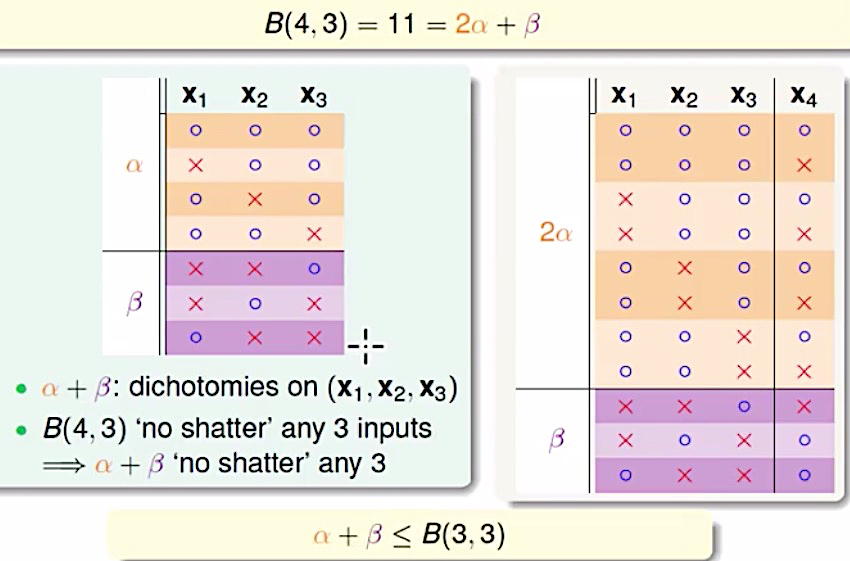 B(4, 3) = 11 = 2α + β
x₁ x₂ x₃
α
○ ○ ○
× ○ ○
○ × ○
○ ○ ×
β
× × ○
× ○ ×
○ × ×
• α + β: dichotomies on (x₁, x₂, x₃)
• B(4, 3) ‘no shatter’ any 3 inputs
⟹ α + β ‘no shatter’ any 3
x₁ x₂ x₃ x₄
2α
○ ○ ○ ○
○ ○ ○ ×
× ○ ○ ○
× ○ ○ ×
○ × ○ ○
○ × ○ ×
○ ○ × ○
○ ○ × ×
β
× × ○ ×
× ○ × ○
○ × × ○
α + β ≤ B(3, 3)